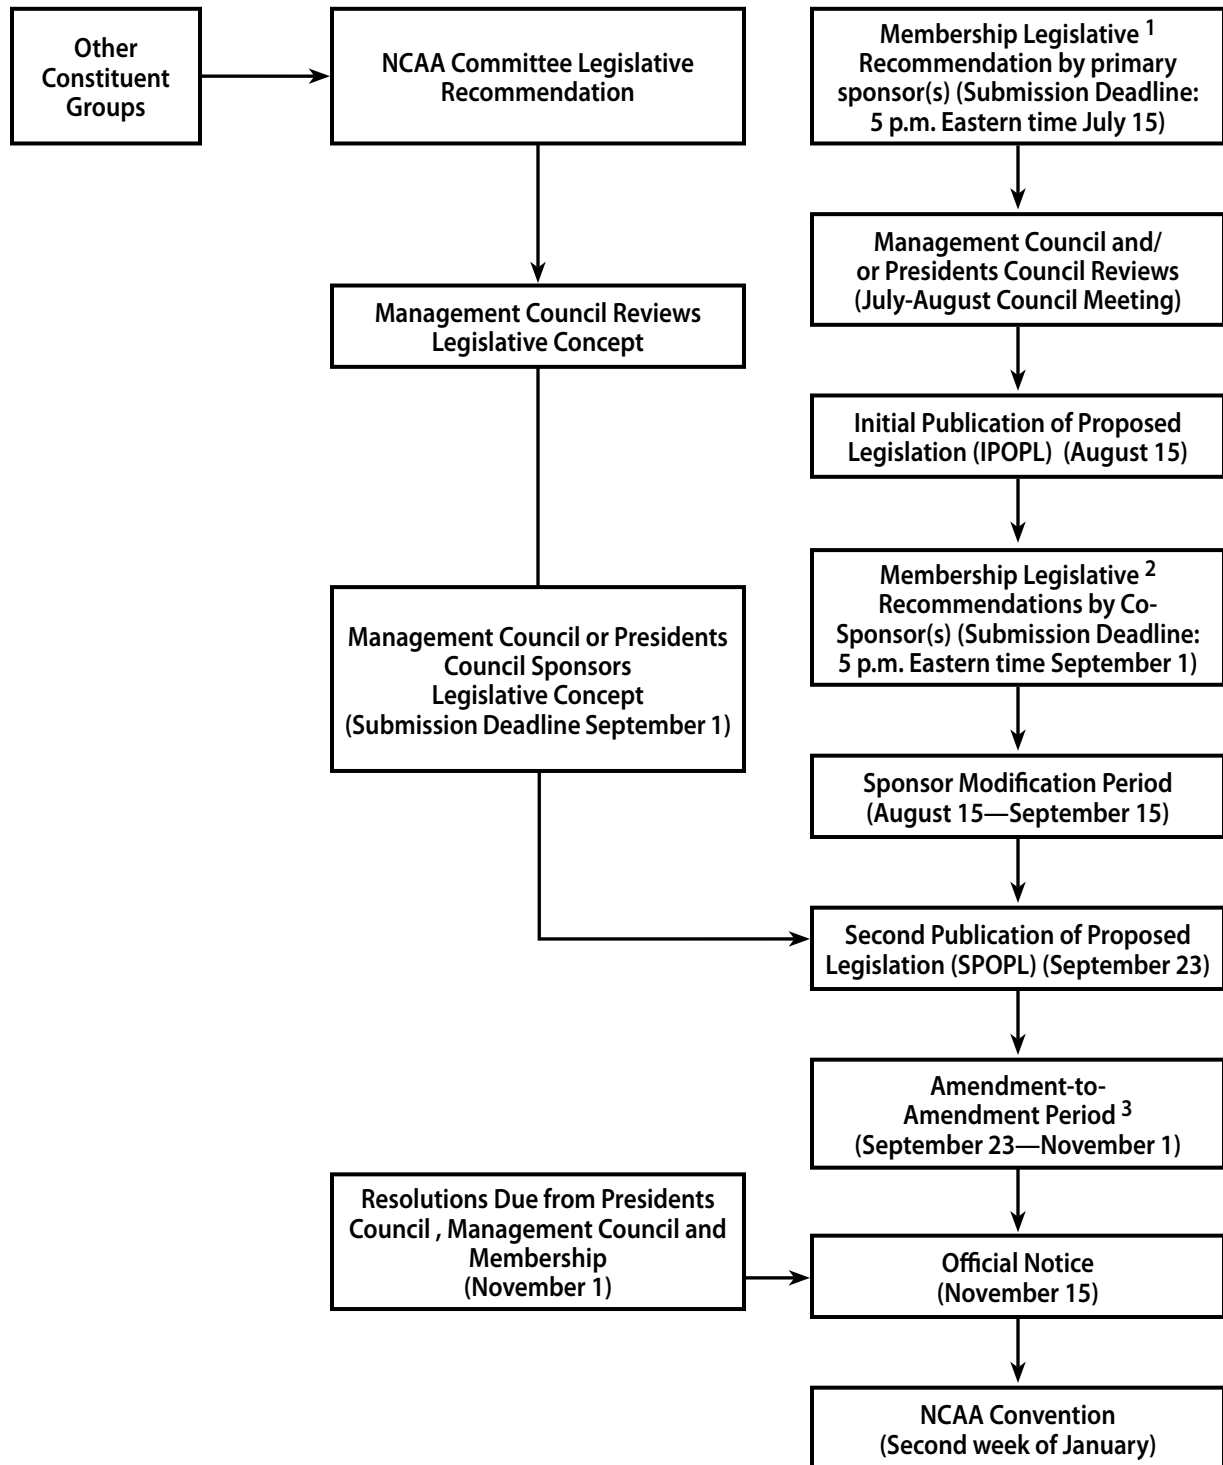 Other
Constituent
Groups
NCAA Committee Legislative
Recommendation
Membership Legislative 1
Recommendation by primary
sponsor(s) (Submission Deadline:
5 p.m. Eastern time July 15)
Management Council and/
or Presidents Council Reviews
(July-August Council Meeting)
Management Council Reviews
Legislative Concept
Initial Publication of Proposed
Legislation (IPOPL) (August 15)
Membership Legislative 2
Recommendations by Co-
Sponsor(s) (Submission Deadline:
5 p.m. Eastern time September 1)
Management Council or Presidents
Council Sponsors
Legislative Concept
(Submission Deadline September 1)
Sponsor Modification Period
(August 15—September 15)
Second Publication of Proposed
Legislation (SPOPL) (September 23)
Amendment-to-
Amendment Period 3
(September 23—November 1)
Resolutions Due from Presidents
Council , Management Council and
Membership
(November 1)
Official Notice
(November 15)
NCAA Convention
(Second week of January)